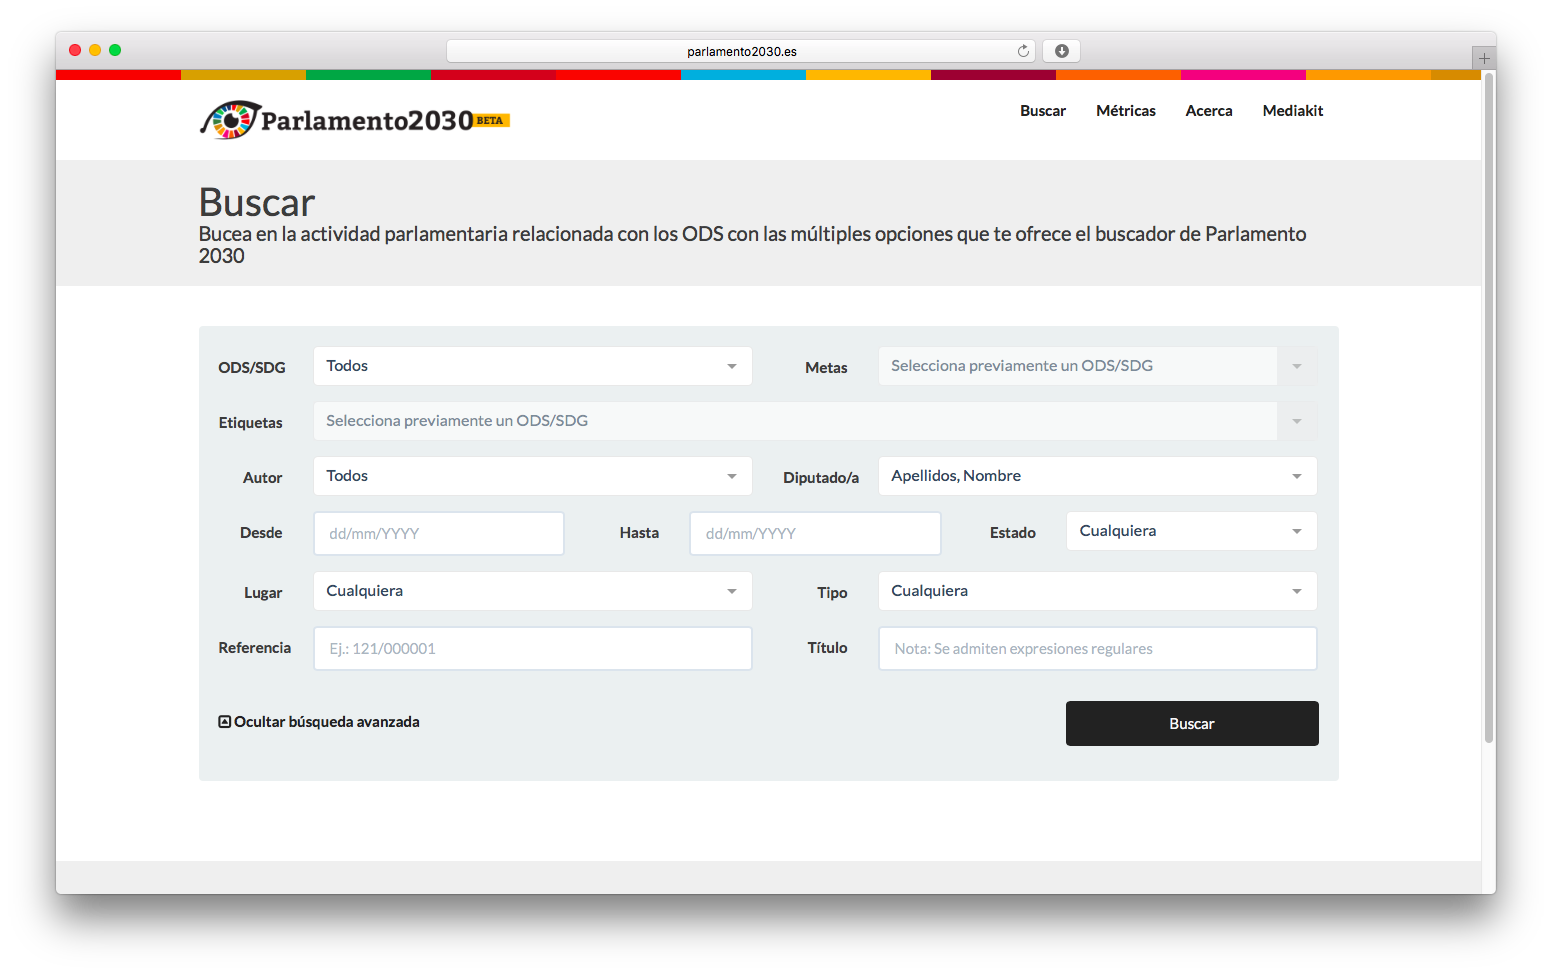 parlamento2030.es
Parlamento2030 BETA
Buscar Métricas Acerca Mediakit
Buscar
Bucea en la actividad parlamentaria relacionada con los ODS con las múltiples opciones que te ofrece el buscador de Parlamento
2030
ODS/SDG Todos Metas Selecciona previamente un ODS/SDG
Etiquetas Selecciona previamente un ODS/SDG
Autor Todos Diputado/a Apellidos, Nombre
Desde dd/mm/YYYY Hasta dd/mm/YYYY Estado Cualquiera
Lugar Cualquiera Tipo Cualquiera
Referencia Ej.: 121/000001 Título Nota: Se admiten expresiones regulares
Ocultar búsqueda avanzada Buscar